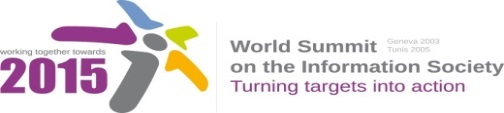 working together towards
2015
World Summit
Geneva 2003
Tunis 2005
on the Information Society
Turning targets into action